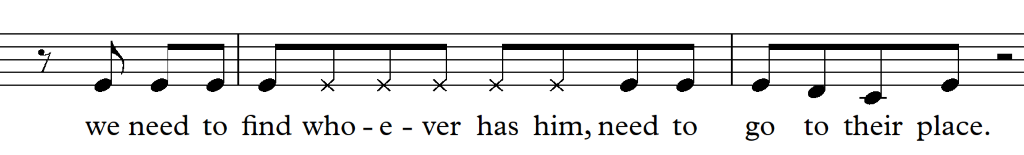 we need to find who - e - ver has him, need to go to their place.